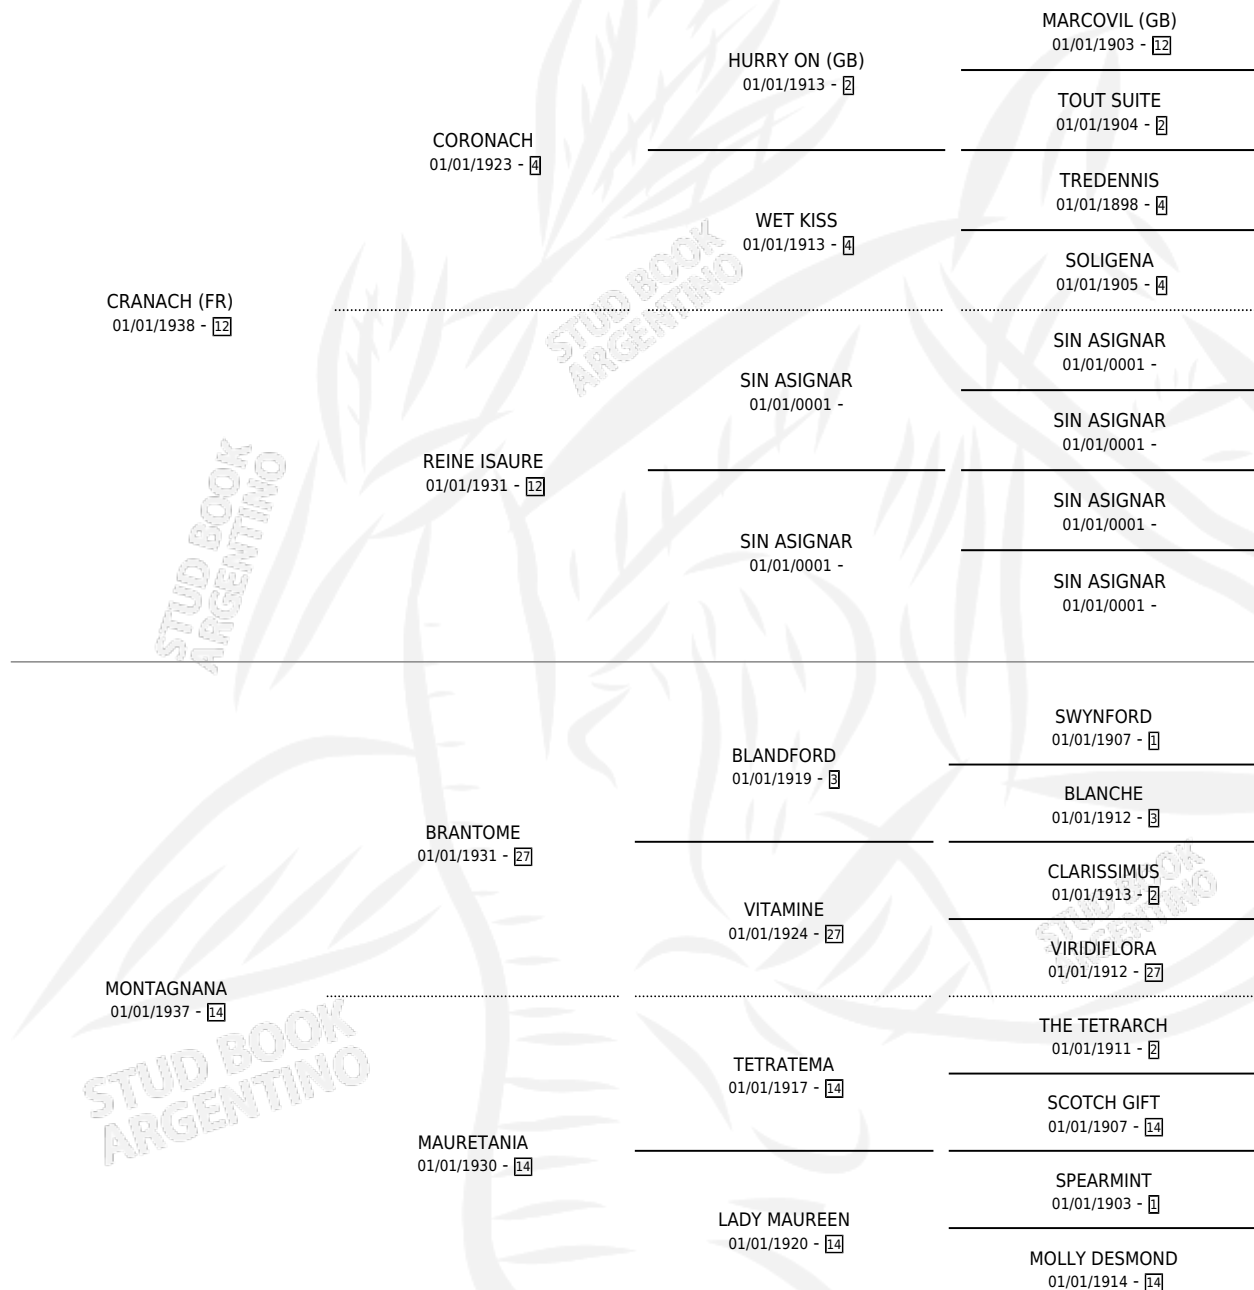 MARCOVIL (GB)
01/01/1903 - 12
HURRY ON (GB)
01/01/1913 - 2
TOUT SUITE
01/01/1904 - 2
CORONACH
01/01/1923 - 4
TREDENNIS
01/01/1898 - 4
WET KISS
01/01/1913 - 4
SOLIGENA
01/01/1905 - 4
CRANACH (FR)
01/01/1938 - 12
SIN ASIGNAR
01/01/0001 -
SIN ASIGNAR
01/01/0001 -
SIN ASIGNAR
01/01/0001 -
REINE ISAURE
01/01/1931 - 12
SIN ASIGNAR
01/01/0001 -
SIN ASIGNAR
01/01/0001 -
SIN ASIGNAR
01/01/0001 -
STUD BOOK
ARGENTINO
STUD BOOK
ARGENTINO
SWYNFORD
01/01/1907 - 1
BLANDFORD
01/01/1919 - 3
BLANCHE
01/01/1912 - 3
BRANTOME
01/01/1931 - 27
CLARISSIMUS
01/01/1913 - 2
VITAMINE
01/01/1924 - 27
VIRIDIFLORA
01/01/1912 - 27
STUD BOOK
ARGENTINO
MONTAGNANA
01/01/1937 - 14
THE TETRARCH
01/01/1911 - 2
TETRATEMA
01/01/1917 - 14
SCOTCH GIFT
01/01/1907 - 14
STUD BOOK
ARGENTINO
MAURETANIA
01/01/1930 - 14
SPEARMINT
01/01/1903 - 1
LADY MAUREEN
01/01/1920 - 14
MOLLY DESMOND
01/01/1914 - 14